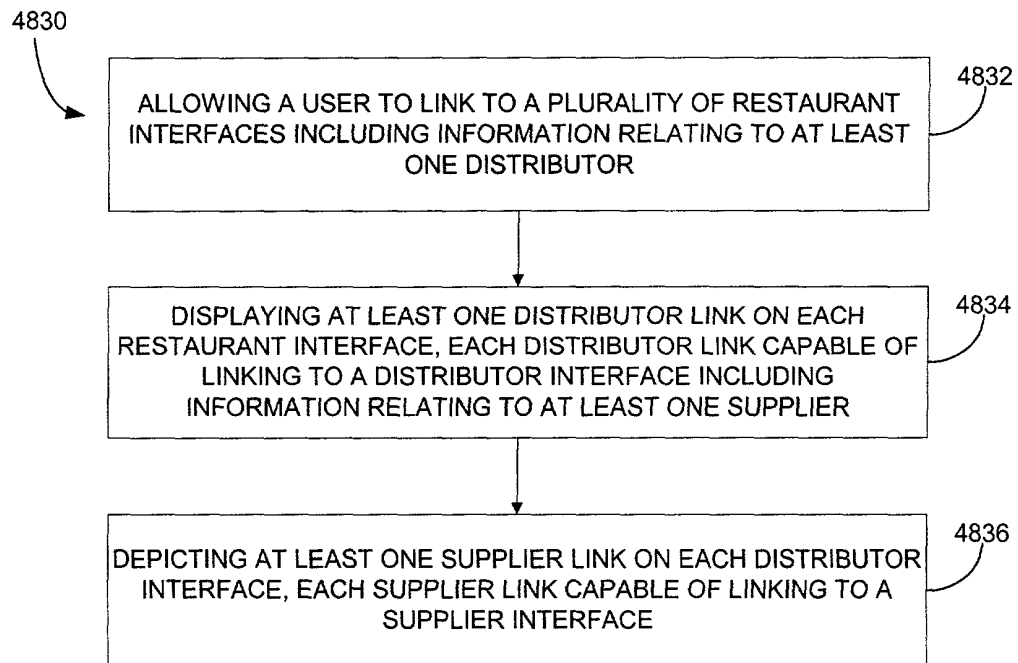 4830
4832
ALLOWING A USER TO LINK TO A PLURALITY OF RESTAURANT
INTERFACES INCLUDING INFORMATION RELATING TO AT LEAST
ONE DISTRIBUTOR
4834
DISPLAYING AT LEAST ONE DISTRIBUTOR LINK ON EACH
RESTAURANT INTERFACE, EACH DISTRIBUTOR LINK CAPABLE OF
LINKING TO A DISTRIBUTOR INTERFACE INCLUDING
INFORMATION RELATING TO AT LEAST ONE SUPPLIER
4836
DEPICTING AT LEAST ONE SUPPLIER LINK ON EACH DISTRIBUTOR
INTERFACE, EACH SUPPLIER LINK CAPABLE OF LINKING TO A
SUPPLIER INTERFACE